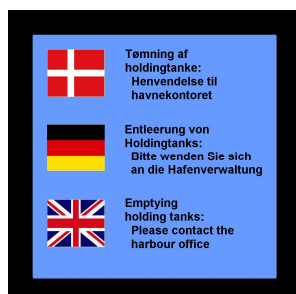 Tømning af
holdingtanke:
Henvendelse til
havnekontoret
Entleerung von
Holdingtanks:
Bitte wenden Sie sich
an die Hafenverwaltung
Emptying
holding tanks:
Please contact the
harbour office